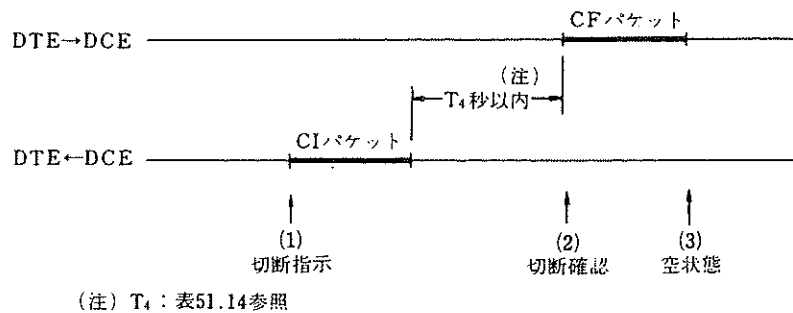 CFパケット
DTE→DCE
(注)
T₄秒以内
CIパケット
DTE←DCE
(1)
切断指示
(2)
切断確認
(3)
空状態
(注) T₄：表51.14参照